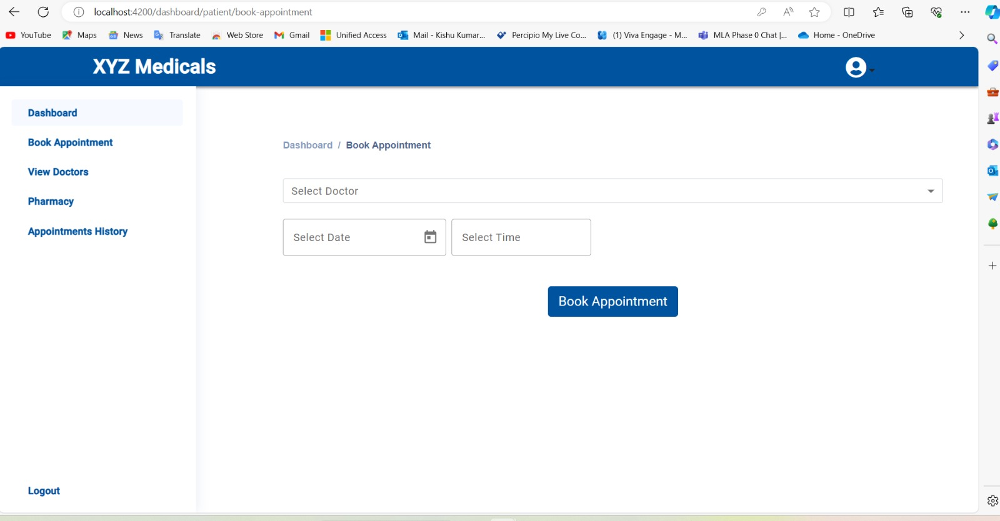 localhost:4200/dashboard/patient/book-appointment
YouTube Maps News Translate Web Store Gmail Unified Access Mail - Kishu Kumar... Percipio My Live Co... (1) Viva Engage - M... MLA Phase 0 Chat |... Home - OneDrive
XYZ Medicals
Dashboard
Book Appointment
View Doctors
Pharmacy
Appointments History
Logout
Dashboard / Book Appointment
Select Doctor
Select Date Select Time
Book Appointment